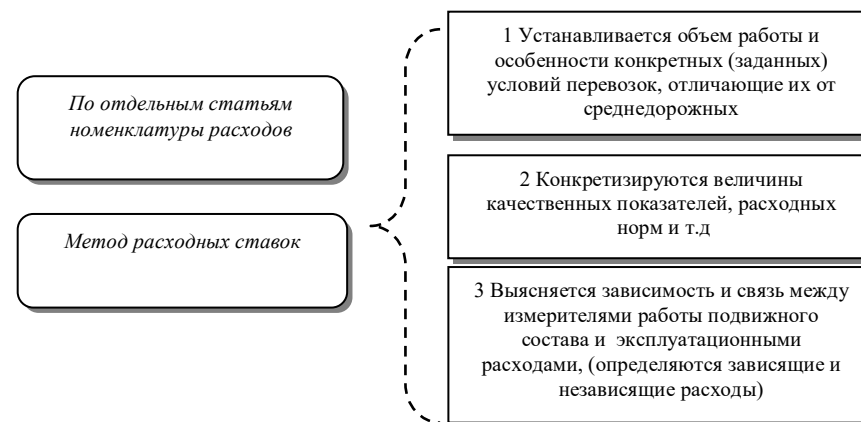 По отдельным статьям
номенклатуры расходов
Метод расходных ставок
1 Устанавливается объем работы и
особенности конкретных (заданных)
условий перевозок, отличающие их от
среднедорожных
2 Конкретизируются величины
качественных показателей, расходных
норм и т.д
3 Выясняется зависимость и связь между
измерителями работы подвижного
состава и эксплуатационными
расходами, (определяются зависящие и
независящие расходы)